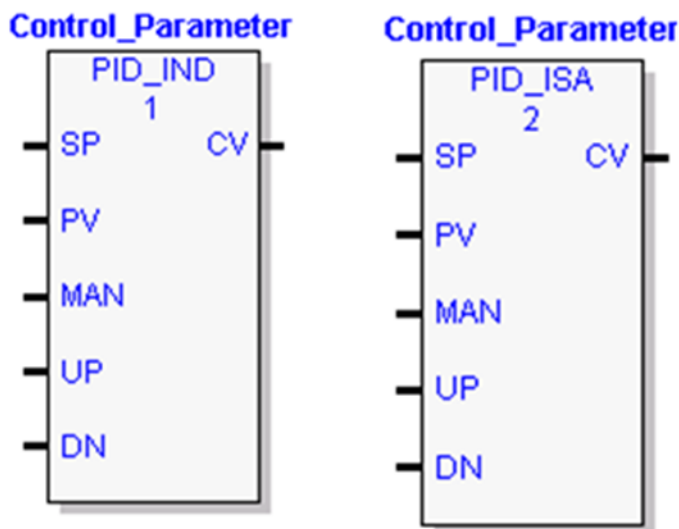 Control_Parameter
PID_IND
1
SP CV
PV
MAN
UP
DN
Control_Parameter
PID_ISA
2
SP CV
PV
MAN
UP
DN